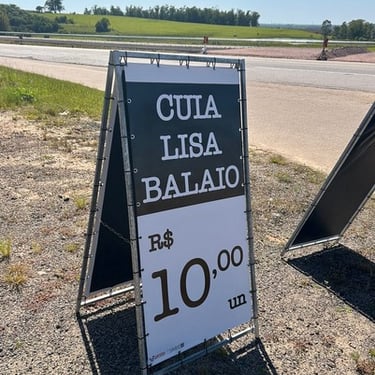 CUIA
LISA
BALAIO
R$
10,00
un